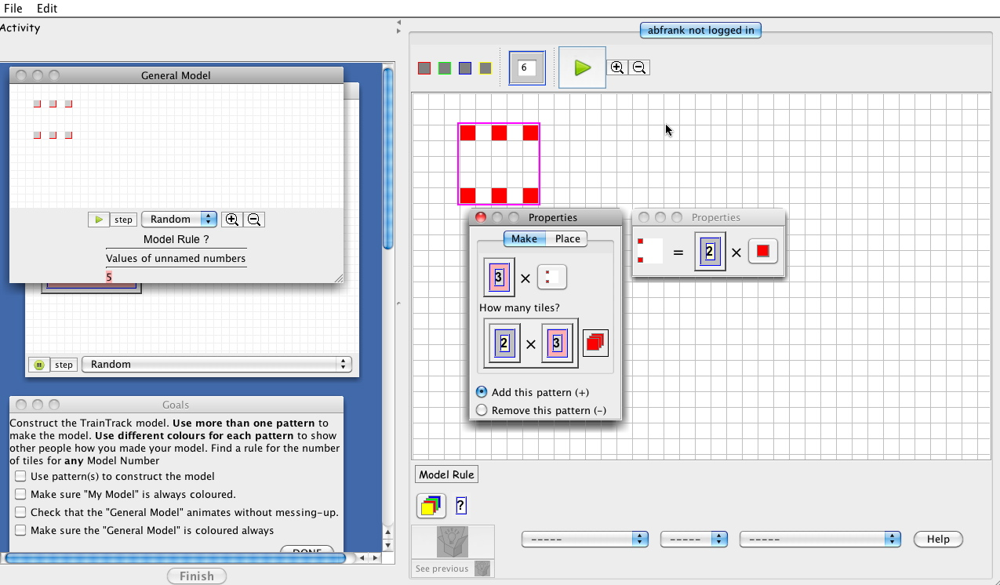 File Edit
Activity
abfrank not logged in
General Model
6
step Random
Model Rule ?
Values of unnamed numbers
5
step Random
Properties
Make Place
3 ×
How many tiles?
2 × 3
Add this pattern (+)
Remove this pattern (-)
Properties
= 2 ×
Goals
Construct the TrainTrack model. Use more than one pattern to
make the model. Use different colours for each pattern to show
other people how you made your model. Find a rule for the number
of tiles for any Model Number
Use pattern(s) to construct the model
Make sure "My Model" is always coloured.
Check that the "General Model" animates without messing-up.
Make sure the "General Model" is coloured always
DONE
Finish
Model Rule
?
See previous
----- ----- ----- Help